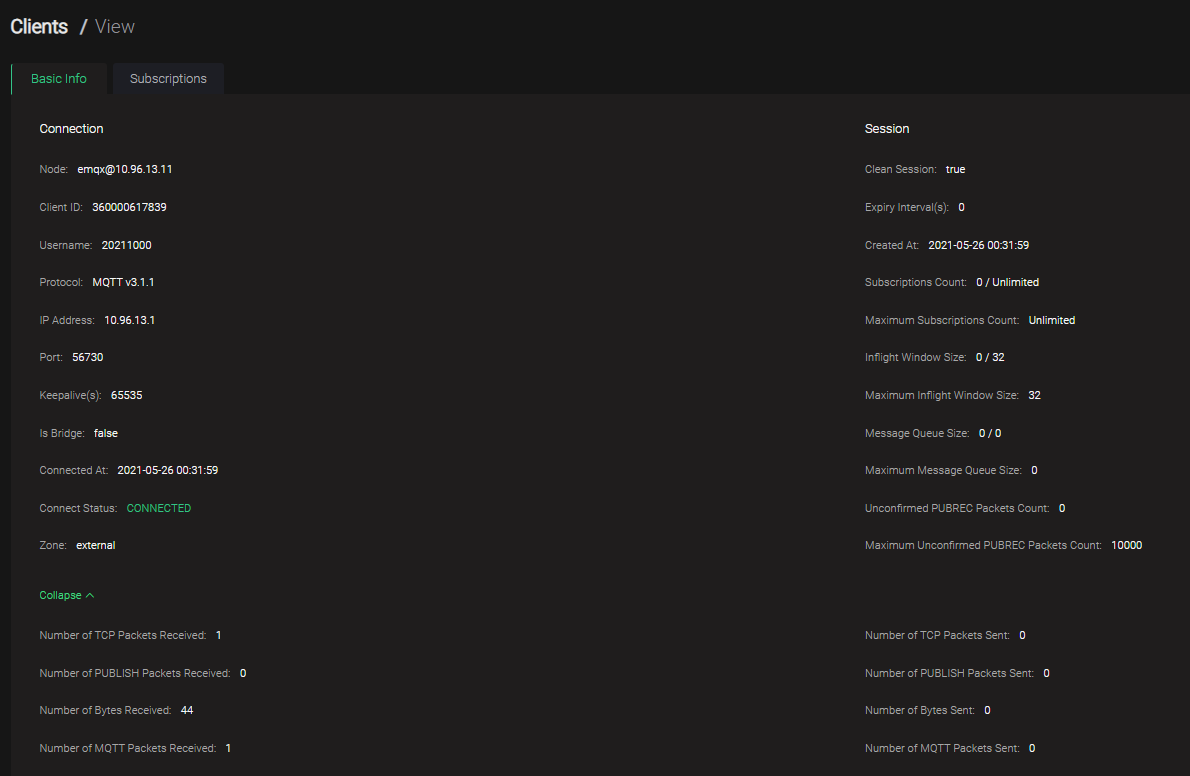 Clients / View
Basic Info
Subscriptions
Connection
Node: emqx@10.96.13.11
Client ID: 360000617839
Username: 20211000
Protocol: MQTT v3.1.1
IP Address: 10.96.13.1
Port: 56730
Keepalive(s): 65535
Is Bridge: false
Connected At: 2021-05-26 00:31:59
Connect Status: CONNECTED
Zone: external
Session
Clean Session: true
Expiry Interval(s): 0
Created At: 2021-05-26 00:31:59
Subscriptions Count: 0 / Unlimited
Maximum Subscriptions Count: Unlimited
Inflight Window Size: 0 / 32
Maximum Inflight Window Size: 32
Message Queue Size: 0 / 0
Maximum Message Queue Size: 0
Unconfirmed PUBREC Packets Count: 0
Maximum Unconfirmed PUBREC Packets Count: 10000
Collapse
Number of TCP Packets Received: 1
Number of PUBLISH Packets Received: 0
Number of Bytes Received: 44
Number of MQTT Packets Received: 1
Number of TCP Packets Sent: 0
Number of PUBLISH Packets Sent: 0
Number of Bytes Sent: 0
Number of MQTT Packets Sent: 0